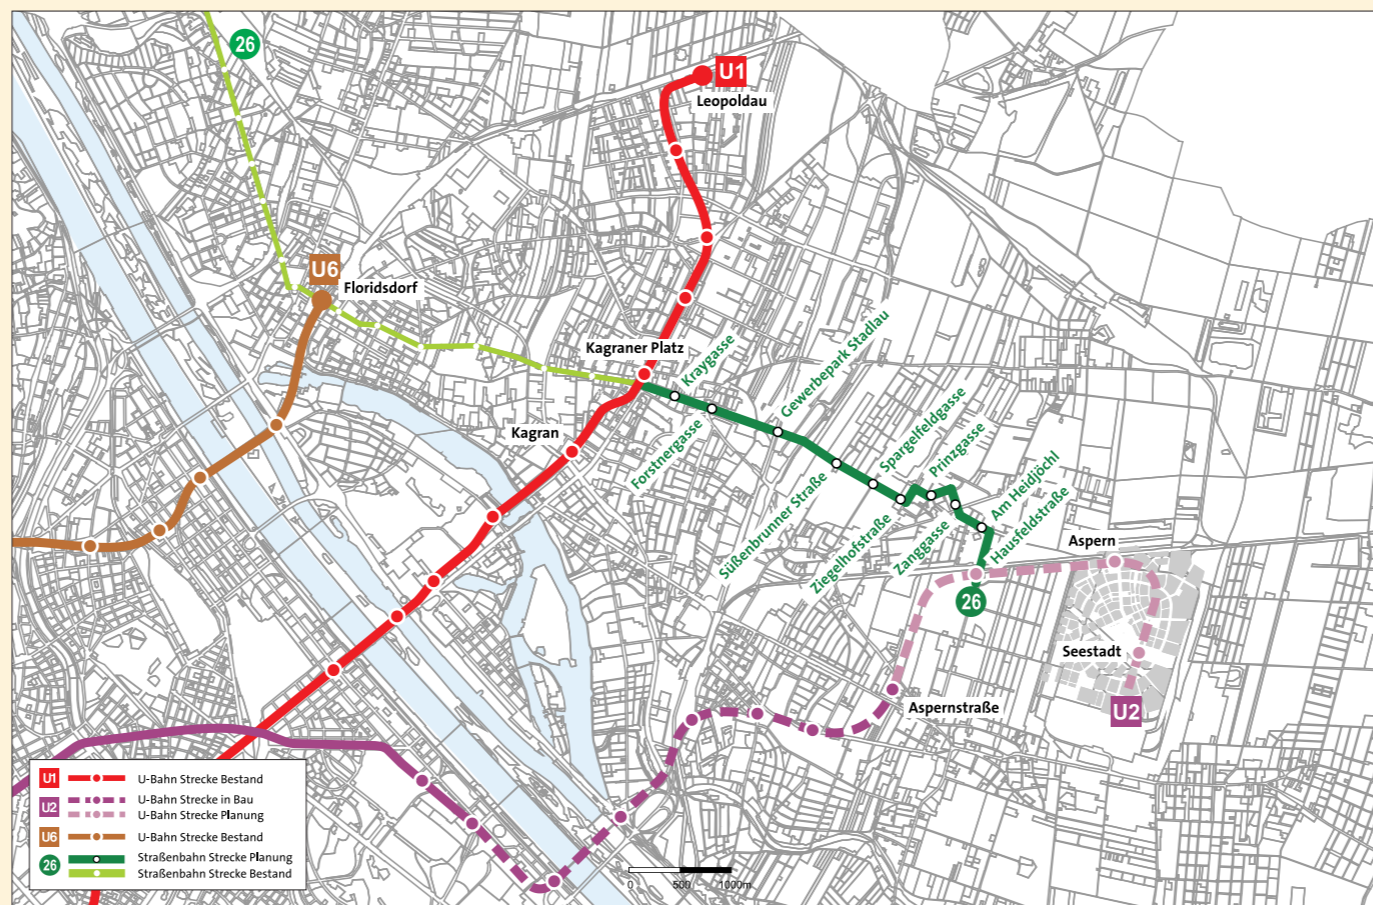 26
U1
Leopoldau
U6
Floridsdorf
Kagraner Platz
Kraygasse
Gewerbepark Stadlau
Kagran
Forstnergasse
Spargelfeldgasse
Prinzgasse
Süßenbrunner Straße
Ziegelhofstraße
Zanggasse
Am Heidjöchl
Hausfeldstraße
Aspern
26
Seestadt
Aspernstraße
U2
U1 U-Bahn Strecke Bestand
U2 U-Bahn Strecke in Bau
U-Bahn Strecke Planung
U6 U-Bahn Strecke Bestand
26 Straßenbahn Strecke Planung
Straßenbahn Strecke Bestand
0 500 1000m